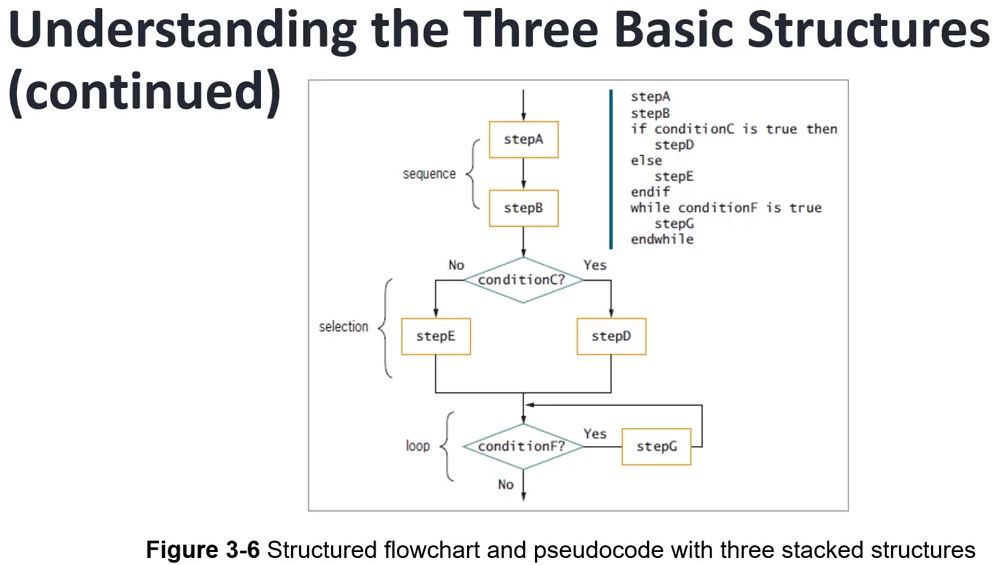 Understanding the Three Basic Structures
(continued)
stepA
stepB
if conditionC is true then
stepD
else
stepE
endif
while conditionF is true
stepG
endwhile
stepA
sequence
stepB
No
Yes
conditionC?
selection
stepE
stepD
loop
conditionF?
Yes
stepG
No
Figure 3-6 Structured flowchart and pseudocode with three stacked structures